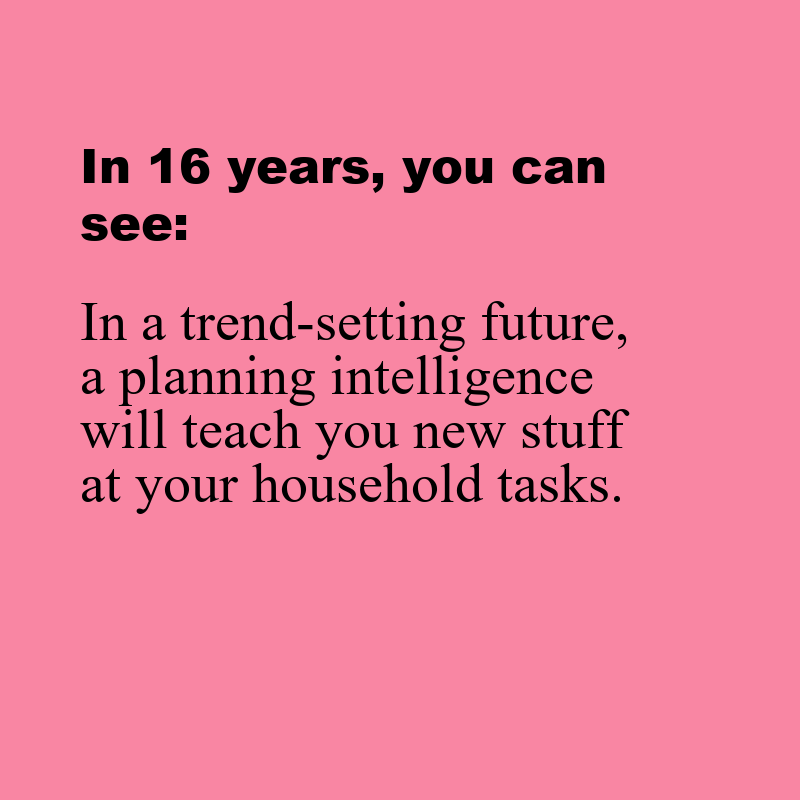 In 16 years, you can
see:
In a trend-setting future,
a planning intelligence
will teach you new stuff
at your household tasks.